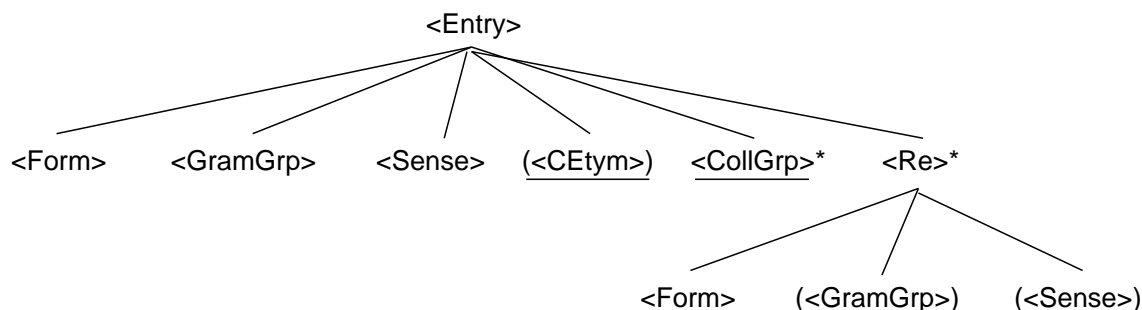 <Entry>
<Form> <GramGrp> <Sense> (<CEtym>) <CollGrp>* <Re>*
<Form> (<GramGrp>) (<Sense>)